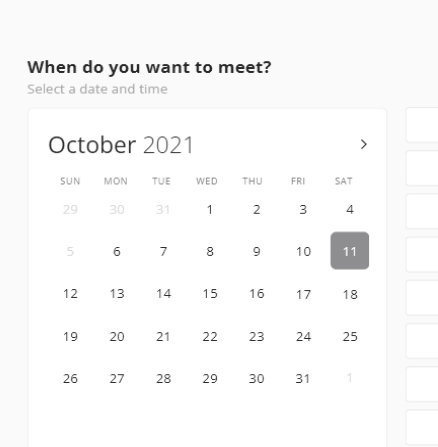 When do you want to meet?
Select a date and time
October 2021
SUN MON TUE WED THU FRI SAT
29 30 31 1 2 3 4
5 6 7 8 9 10 11
12 13 14 15 16 17 18
19 20 21 22 23 24 25
26 27 28 29 30 31 1